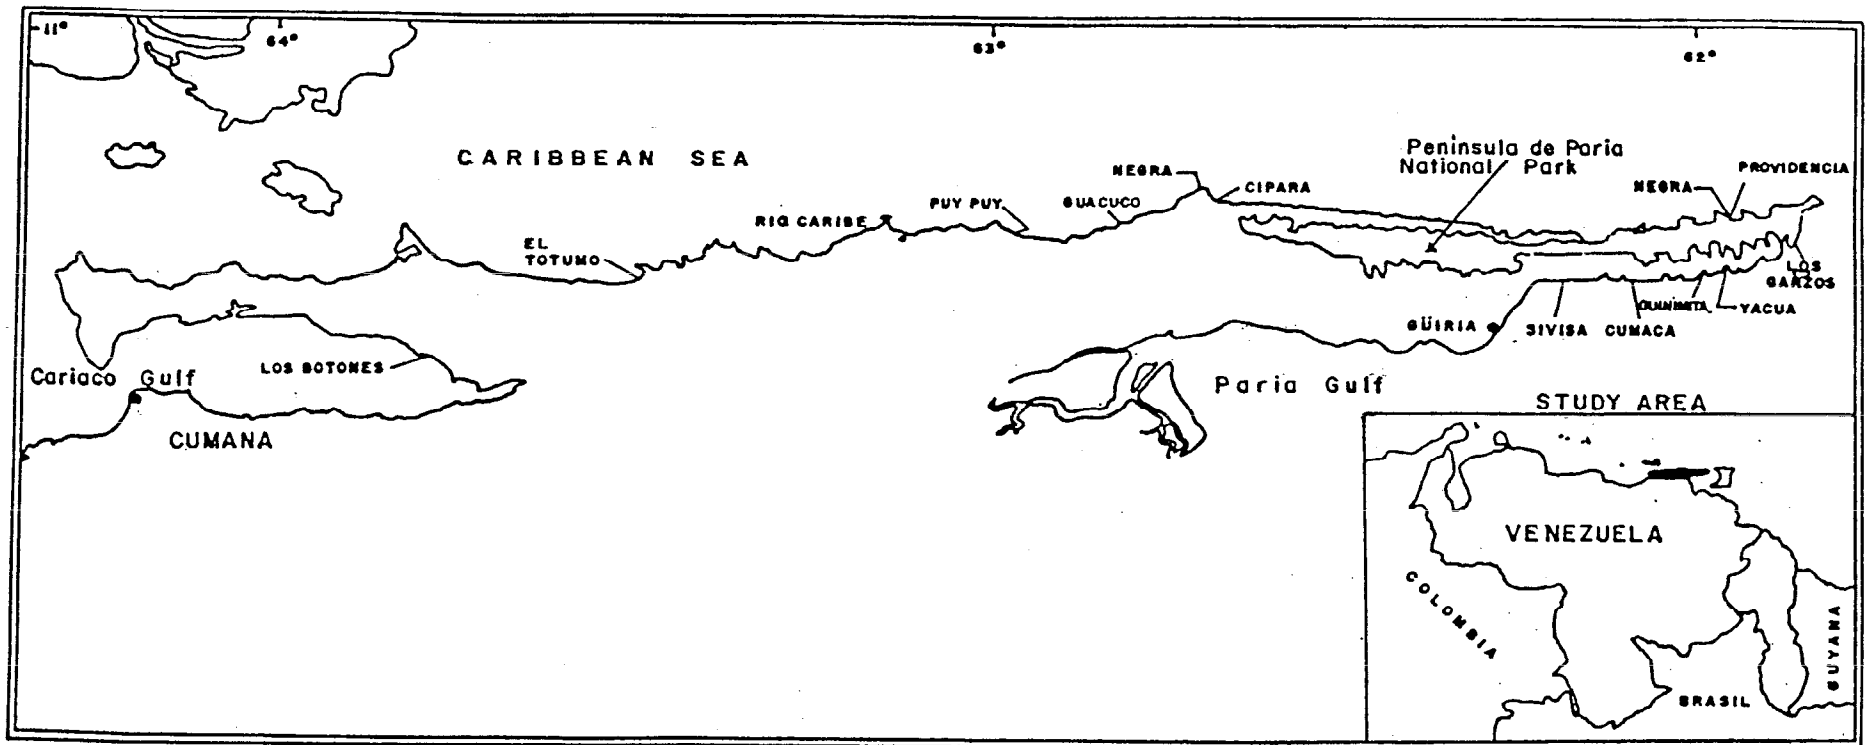 11°
64°
63°
62°
CARIBBEAN SEA
Peninsula de Paria
National Park
NEGRA
CIPARA
NEGRA
PROVIDENCIA
PUY PUY
GUACUCO
RIO CARIBE
EL
TOTUMO
LOS
GARZOS
YACUA
GÜIRIA
SIVISA
CUMACA
LOS BOTONES
Cariaco Gulf
CUMANA
Paria Gulf
STUDY AREA
VENEZUELA
COLOMBIA
BRASIL
GUYANA